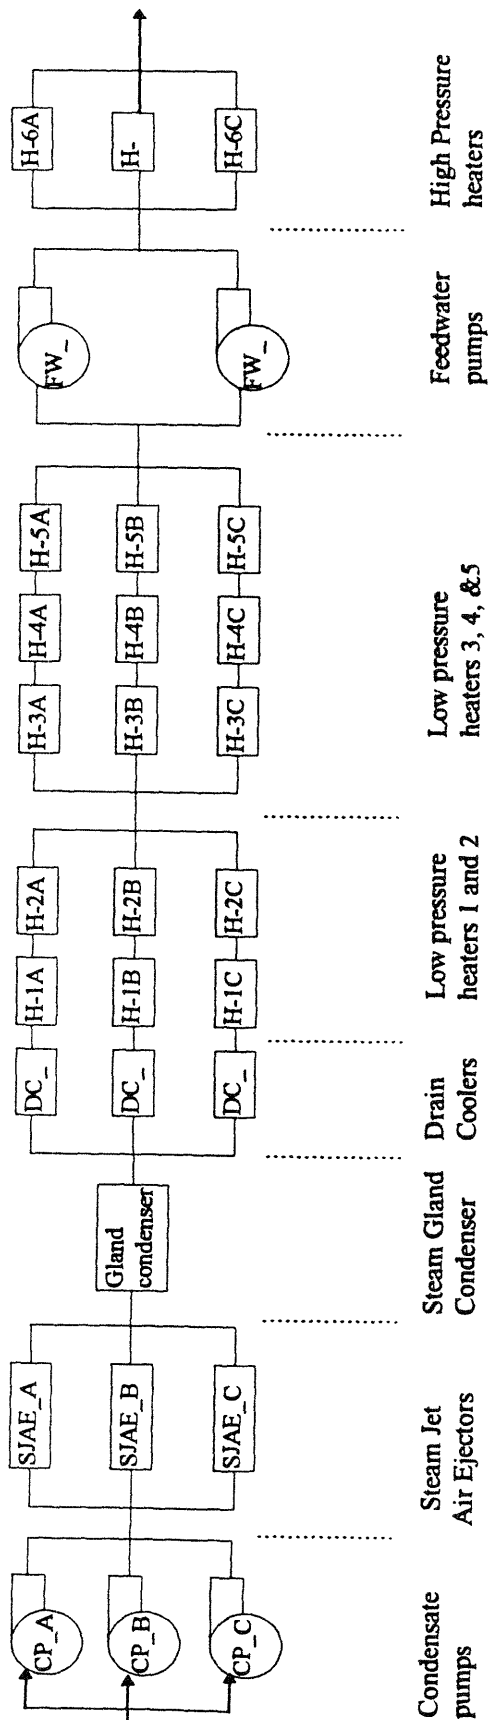 CP_A
CP_B
CP_C
SJAE_A
SJAE_B
SJAE_C
Gland
condenser
DC_
DC_
DC_
H-1A
H-1B
H-1C
H-2A
H-2B
H-2C
H-3A
H-3B
H-3C
H-4A
H-4B
H-4C
H-5A
H-5B
H-5C
FW_
FW_
H-6A
H-
H-6C
Condensate
pumps
Steam Jet
Air Ejectors
Steam Gland
Condenser
Drain
Coolers
Low pressure
heaters 1 and 2
Low pressure
heaters 3, 4, &5
Feedwater
pumps
High Pressure
heaters